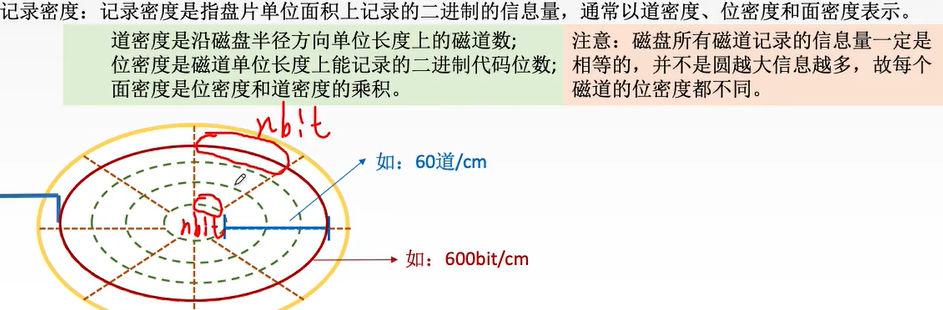 记录密度：记录密度是指盘片单位面积上记录的二进制的信息量，通常以道密度、位密度和面密度表示。
道密度是沿磁盘半径方向单位长度上的磁道数;
位密度是磁道单位长度上能记录的二进制代码位数;
面密度是位密度和道密度的乘积。
注意：磁盘所有磁道记录的信息量一定是
相等的，并不是圆越大信息越多，故每个
磁道的位密度都不同。
nbit
如：60道/cm
nbit
如：600bit/cm